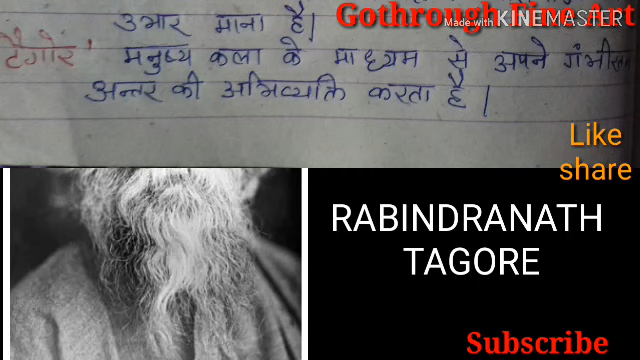 उभार माना है।
Gothrough Fine Art
Made with KINEMASTER
टैगोर' मनुष्य कला के माध्यम से अपने
अन्तर की अभिव्यक्ति करता है।
Like
share
RABINDRANATH
TAGORE
Subscribe